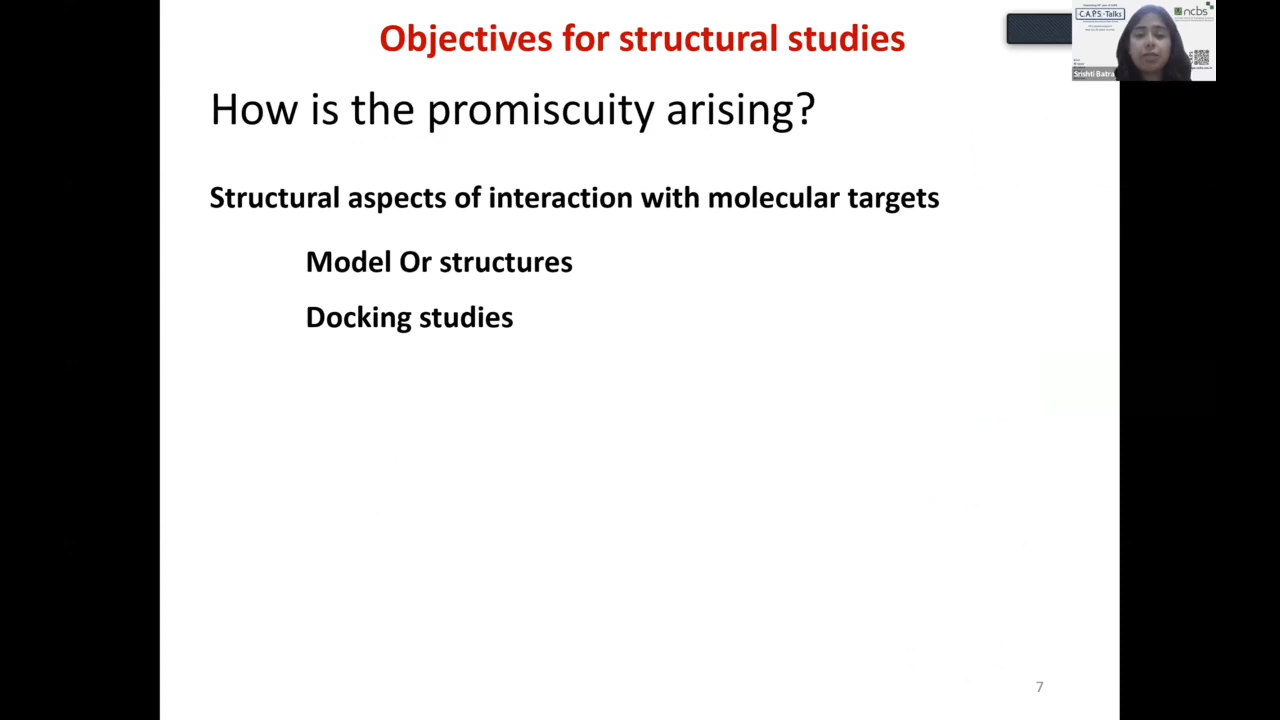 Objectives for structural studies
How is the promiscuity arising?
Structural aspects of interaction with molecular targets
Model Or structures
Docking studies
7
C.A.P.S.-Talks
ncbs
Srishti Batra